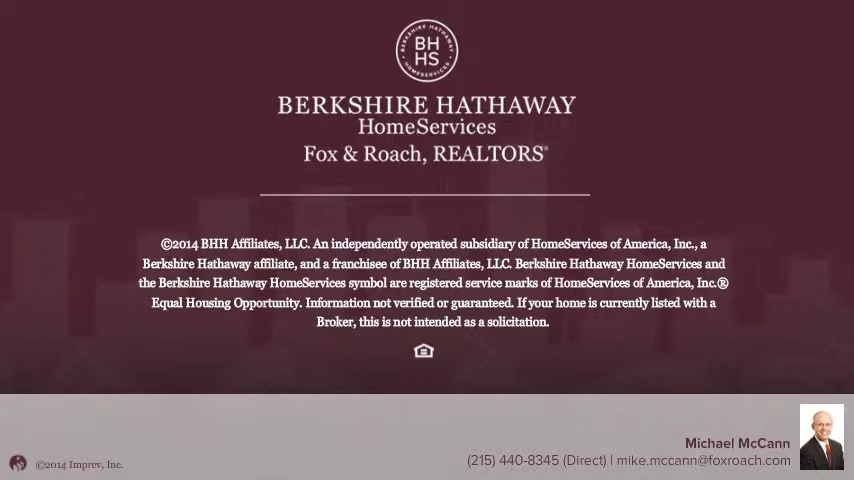 BERKSHIRE HATHAWAY
HOMESERVICES
BH
HS
BERKSHIRE HATHAWAY
HomeServices
Fox & Roach, REALTORS®
©2014 BHH Affiliates, LLC. An independently operated subsidiary of HomeServices of America, Inc., a
Berkshire Hathaway affiliate, and a franchisee of BHH Affiliates, LLC. Berkshire Hathaway HomeServices and
the Berkshire Hathaway HomeServices symbol are registered service marks of HomeServices of America, Inc.®
Equal Housing Opportunity. Information not verified or guaranteed. If your home is currently listed with a
Broker, this is not intended as a solicitation.
Michael McCann
(215) 440-8345 (Direct) | mike.mccann@foxroach.com
©2014 Imprev, Inc.